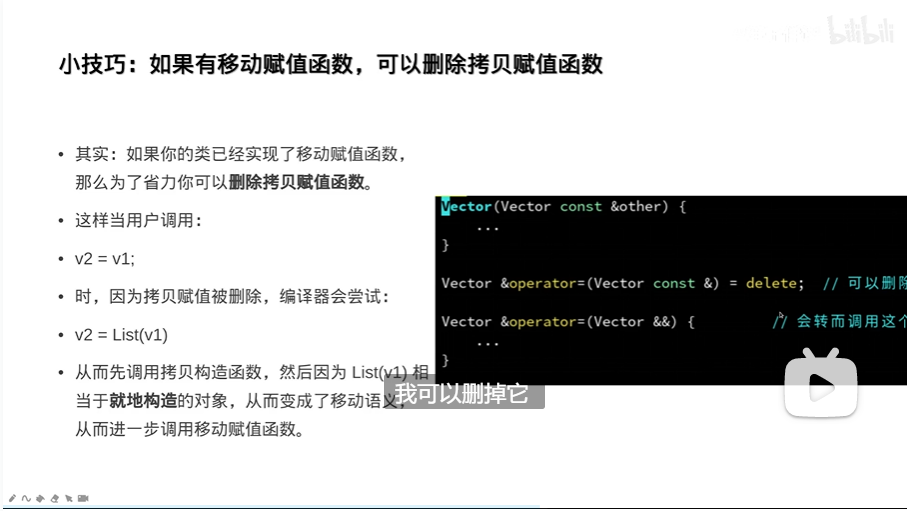 bilibili
小技巧：如果有移动赋值函数，可以删除拷贝赋值函数
• 其实：如果你的类已经实现了移动赋值函数，
那么为了省力你可以删除拷贝赋值函数。
• 这样当用户调用：
• v2 = v1;
• 时，因为拷贝赋值被删除，编译器会尝试：
• v2 = List(v1)
• 从而先调用拷贝构造函数，然后因为 List(v1) 相
当于就地构造的对象，从而变成了移动语义，
从而进一步调用移动赋值函数。
Vector(Vector const &other) {
...
}
Vector &operator=(Vector const &) = delete; // 可以删除
Vector &operator=(Vector &&) { // 会转而调用这个
...
}
我可以删掉它